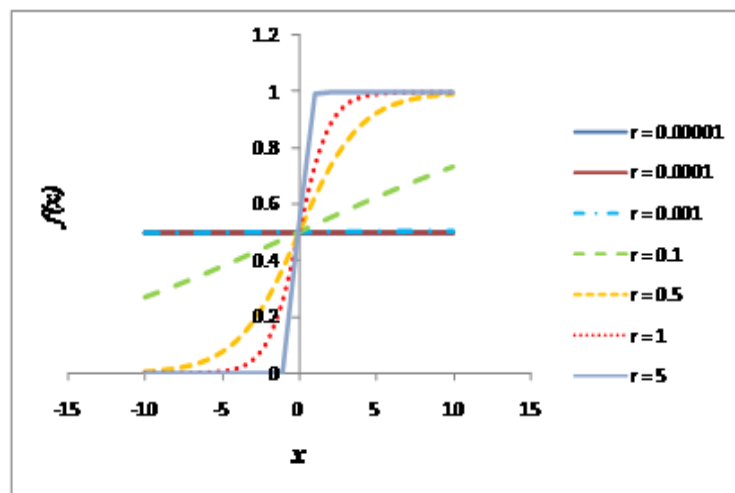 1.2
1
0.8
0.6
0.4
0.2
0
-15 -10 -5 0 5 10 15
f(x)
x
r = 0.00001
r = 0.0001
r = 0.001
r = 0.1
r = 0.5
r = 1
r = 5